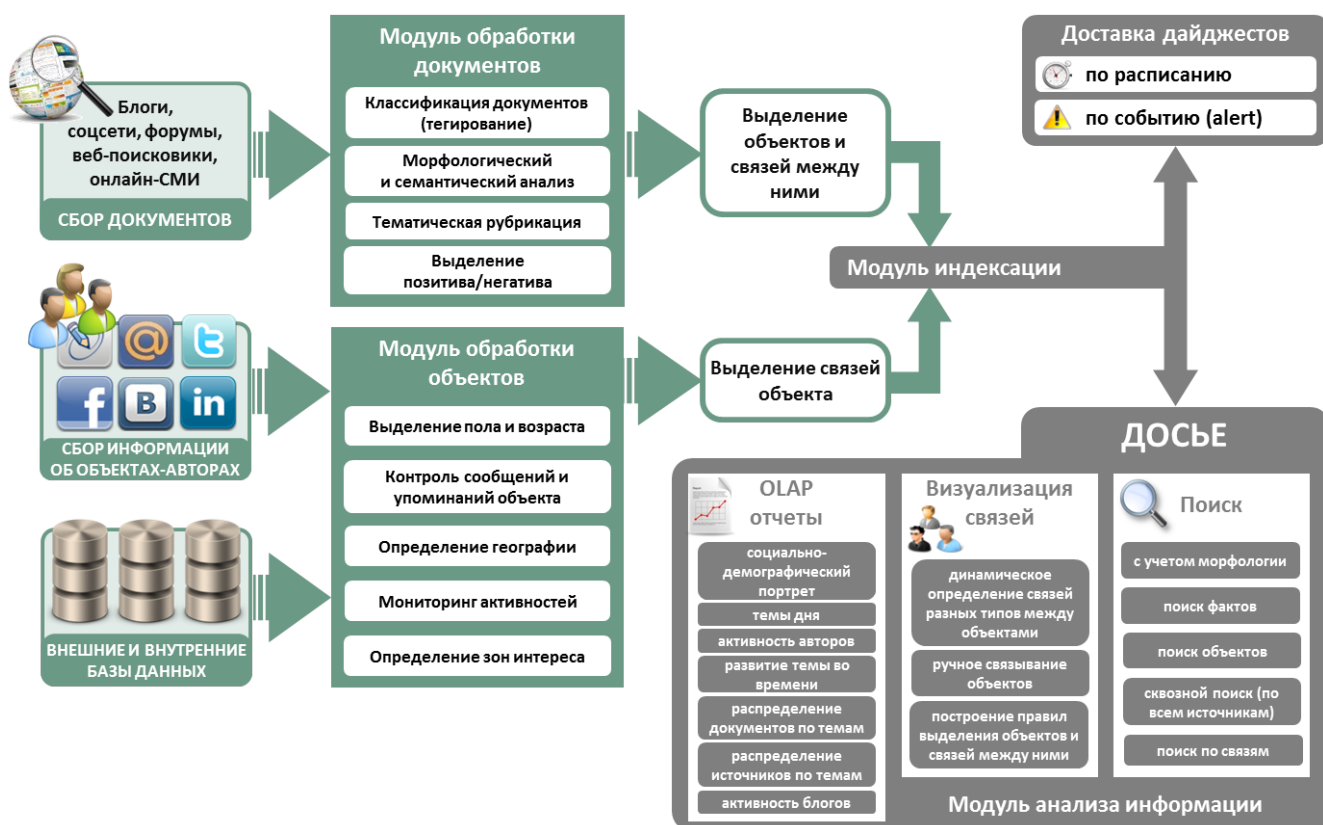 Блоги,
соцсети, форумы,
веб-поисковики,
онлайн-СМИ
СБОР ДОКУМЕНТОВ
СБОР ИНФОРМАЦИИ
ОБ ОБЪЕКТАХ-АВТОРАХ
ВНЕШНИЕ И ВНУТРЕННИЕ
БАЗЫ ДАННЫХ
Модуль обработки
документов
Классификация документов
(тегирование)
Морфологический
и семантический анализ
Тематическая рубрикация
Выделение
позитива/негатива
Модуль обработки
объектов
Выделение пола и возраста
Контроль сообщений и
упоминаний объекта
Определение географии
Мониторинг активностей
Определение зон интереса
Выделение
объектов и
связей между
ними
Выделение связей
объекта
Модуль индексации
Доставка дайджестов
по расписанию
по событию (alert)
ДОСЬЕ
OLAP
отчеты
социально-
демографический
портрет
темы дня
активность авторов
развитие темы во
времени
распределение
документов по темам
распределение
источников по темам
активность блогов
Визуализация
связей
динамическое
определение связей
разных типов между
объектами
ручное связывание
объектов
построение правил
выделения объектов и
связей между ними
Поиск
с учетом морфологии
поиск фактов
поиск объектов
сквозной поиск (по
всем источникам)
поиск по связям
Модуль анализа информации